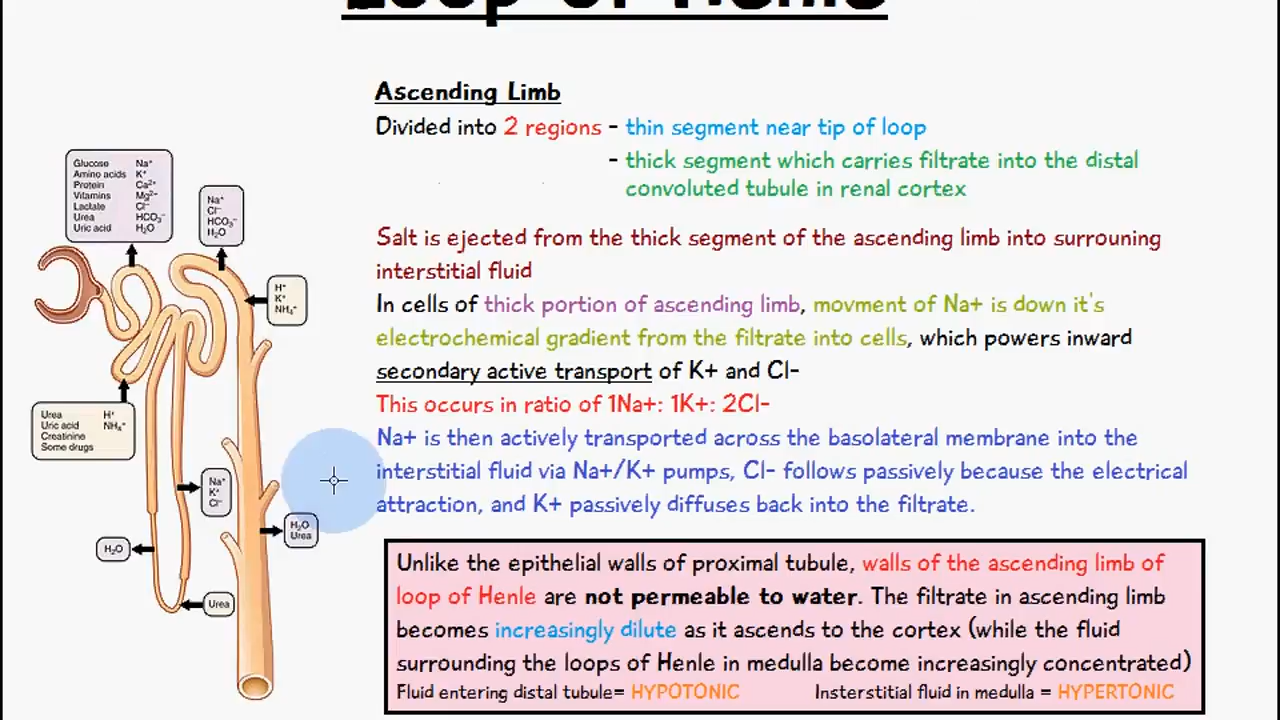 Loop of Henle
Ascending Limb
Divided into 2 regions - thin segment near tip of loop
- thick segment which carries filtrate into the distal
convoluted tubule in renal cortex
Salt is ejected from the thick segment of the ascending limb into surrouning
interstitial fluid
In cells of thick portion of ascending limb, movment of Na+ is down it's
electrochemical gradient from the filtrate into cells, which powers inward
secondary active transport of K+ and Cl-
This occurs in ratio of 1Na+: 1K+: 2Cl-
Na+ is then actively transported across the basolateral membrane into the
interstitial fluid via Na+/K+ pumps, Cl- follows passively because the electrical
attraction, and K+ passively diffuses back into the filtrate.
Unlike the epithelial walls of proximal tubule, walls of the ascending limb of
loop of Henle are not permeable to water. The filtrate in ascending limb
becomes increasingly dilute as it ascends to the cortex (while the fluid
surrounding the loops of Henle in medulla become increasingly concentrated)
Fluid entering distal tubule= HYPOTONIC Insterstitial fluid in medulla = HYPERTONIC
Glucose Na⁺
Amino acids K⁺
Protein Ca²⁺
Vitamins Mg²⁺
Lactate Cl⁻
Urea HCO₃⁻
Uric acid H₂O
Na⁺
Cl⁻
HCO₃⁻
H₂O
H⁺
K⁺
NH₄⁺
Urea H⁺
Uric acid NH₄⁺
Creatinine
Some drugs
Na⁺
K⁺
Cl⁻
H₂O
Urea
H₂O
Urea